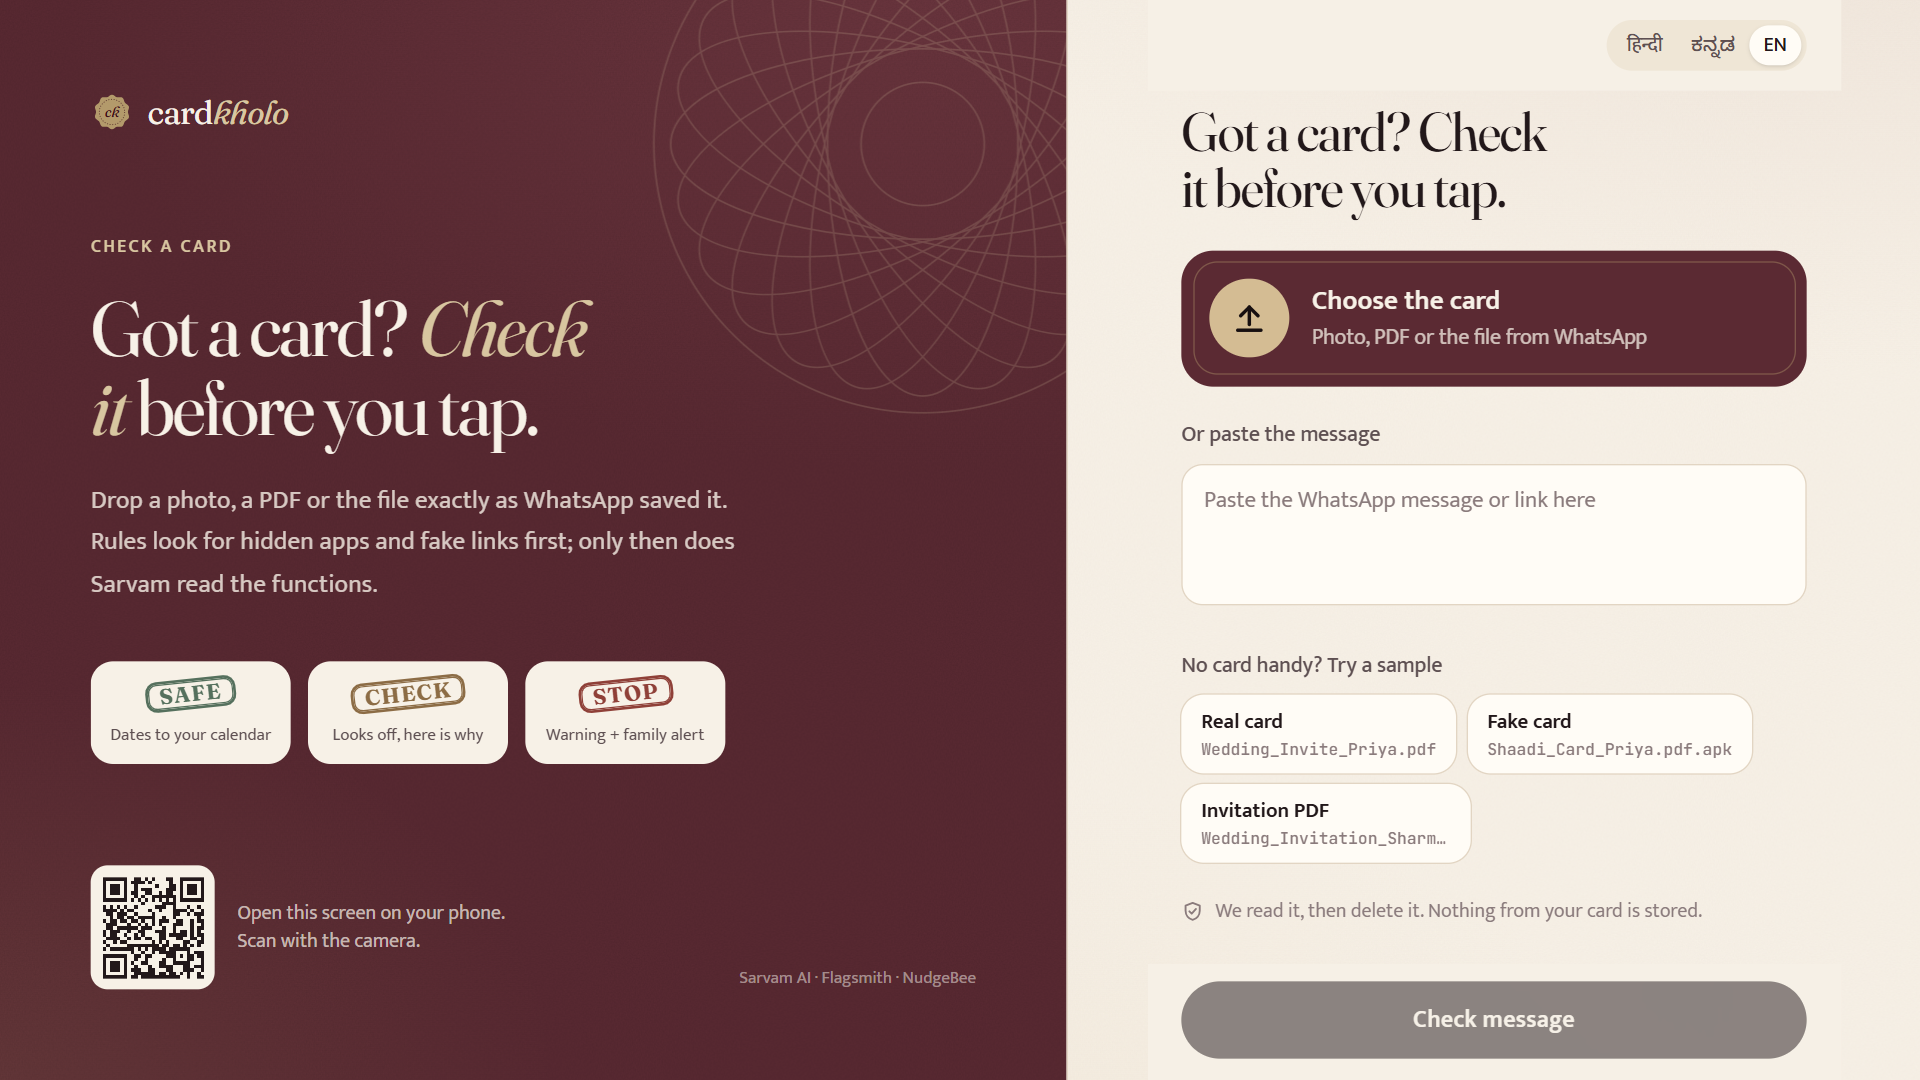 ck cardkholo
CHECK A CARD
Got a card? Check
it before you tap.
Drop a photo, a PDF or the file exactly as WhatsApp saved it.
Rules look for hidden apps and fake links first; only then does
Sarvam read the functions.
SAFE
Dates to your calendar
CHECK
Looks off, here is why
STOP
Warning + family alert
Open this screen on your phone.
Scan with the camera.
Sarvam AI · Flagsmith · NudgeBee
हिन्दी ಕನ್ನಡ EN
Got a card? Check
it before you tap.
Choose the card
Photo, PDF or the file from WhatsApp
Or paste the message
Paste the WhatsApp message or link here
No card handy? Try a sample
Real card
Wedding_Invite_Priya.pdf
Fake card
Shaadi_Card_Priya.pdf.apk
Invitation PDF
Wedding_Invitation_Sharm…
We read it, then delete it. Nothing from your card is stored.
Check message